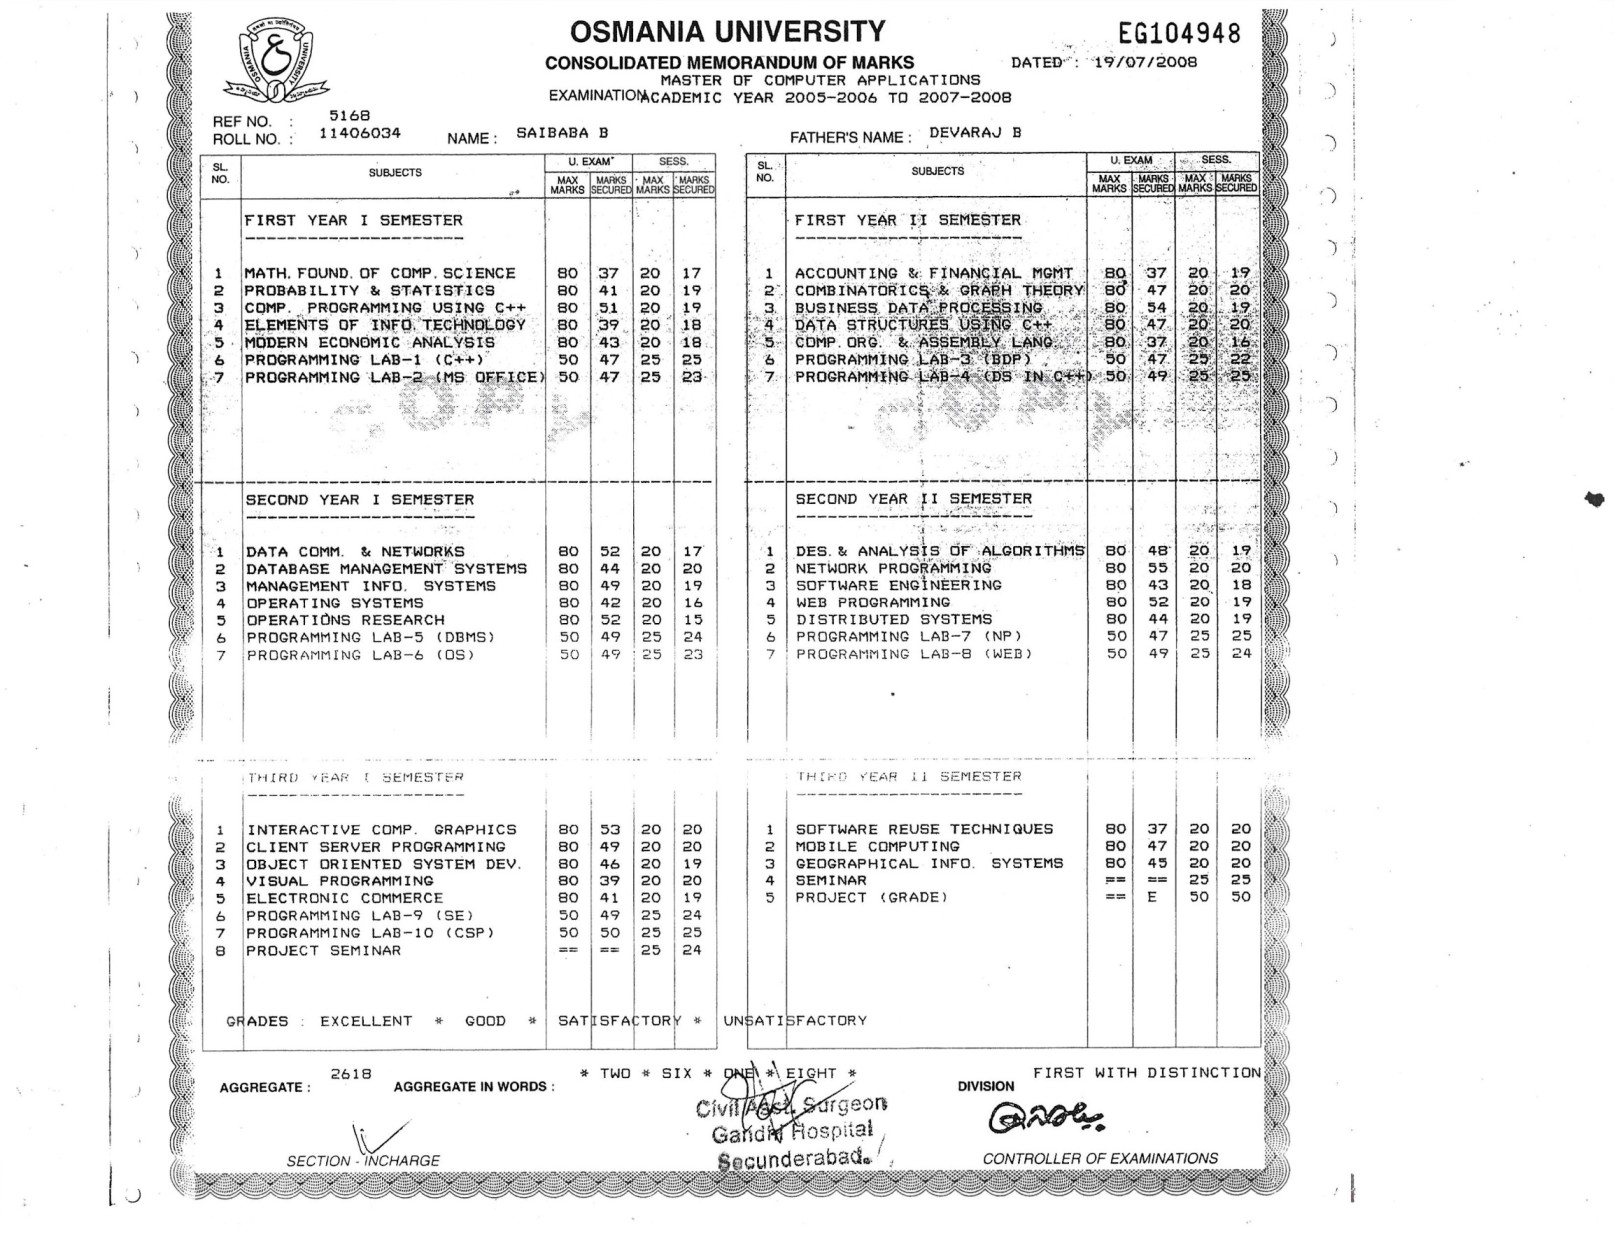 OSMANIA UNIVERSITY
EG104948
CONSOLIDATED MEMORANDUM OF MARKS
DATED : 19/07/2008
MASTER OF COMPUTER APPLICATIONS
EXAMINATION ACADEMIC YEAR 2005-2006 TO 2007-2008
REF NO. : 5168
ROLL NO. : 11406034 NAME : SAIBABA B FATHER'S NAME : DEVARAJ B
SL. NO. SUBJECTS U. EXAM SESS.
MAX MARKS MARKS SECURED MAX MARKS MARKS SECURED
FIRST YEAR I SEMESTER
1 MATH. FOUND. OF COMP. SCIENCE 80 37 20 17
2 PROBABILITY & STATISTICS 80 41 20 19
3 COMP. PROGRAMMING USING C++ 80 51 20 19
4 ELEMENTS OF INFO. TECHNOLOGY 80 39 20 18
5 MODERN ECONOMIC ANALYSIS 80 43 20 18
6 PROGRAMMING LAB-1 (C++) 50 47 25 25
7 PROGRAMMING LAB-2 (MS OFFICE) 50 47 25 23
SECOND YEAR I SEMESTER
1 DATA COMM. & NETWORKS 80 52 20 17
2 DATABASE MANAGEMENT SYSTEMS 80 44 20 20
3 MANAGEMENT INFO. SYSTEMS 80 49 20 19
4 OPERATING SYSTEMS 80 42 20 16
5 OPERATIONS RESEARCH 80 52 20 15
6 PROGRAMMING LAB-5 (DBMS) 50 49 25 24
7 PROGRAMMING LAB-6 (OS) 50 49 25 23
THIRD YEAR I SEMESTER
1 INTERACTIVE COMP. GRAPHICS 80 53 20 20
2 CLIENT SERVER PROGRAMMING 80 49 20 20
3 OBJECT ORIENTED SYSTEM DEV. 80 46 20 19
4 VISUAL PROGRAMMING 80 39 20 20
5 ELECTRONIC COMMERCE 80 41 20 19
6 PROGRAMMING LAB-9 (SE) 50 49 25 24
7 PROGRAMMING LAB-10 (CSP) 50 50 25 25
8 PROJECT SEMINAR == == 25 24
SL. NO. SUBJECTS U. EXAM SESS.
MAX MARKS MARKS SECURED MAX MARKS MARKS SECURED
FIRST YEAR II SEMESTER
1 ACCOUNTING & FINANCIAL MGMT 80 37 20 19
2 COMBINATORICS & GRAPH THEORY 80 47 20 20
3 BUSINESS DATA PROCESSING 80 54 20 19
4 DATA STRUCTURES USING C++ 80 47 20 20
5 COMP. ORG. & ASSEMBLY LANG. 80 37 20 16
6 PROGRAMMING LAB-3 (BDP) 50 47 25 22
7 PROGRAMMING LAB-4 (DS IN C++) 50 49 25 25
SECOND YEAR II SEMESTER
1 DES. & ANALYSIS OF ALGORITHMS 80 48 20 19
2 NETWORK PROGRAMMING 80 55 20 20
3 SOFTWARE ENGINEERING 80 43 20 18
4 WEB PROGRAMMING 80 52 20 19
5 DISTRIBUTED SYSTEMS 80 44 20 19
6 PROGRAMMING LAB-7 (NP) 50 47 25 25
7 PROGRAMMING LAB-8 (WEB) 50 49 25 24
THIRD YEAR II SEMESTER
1 SOFTWARE REUSE TECHNIQUES 80 37 20 20
2 MOBILE COMPUTING 80 47 20 20
3 GEOGRAPHICAL INFO. SYSTEMS 80 45 20 20
4 SEMINAR == == 25 25
5 PROJECT (GRADE) == E 50 50
GRADES : EXCELLENT * GOOD * SATISFACTORY * UNSATISFACTORY
AGGREGATE : 2618 AGGREGATE IN WORDS : * TWO * SIX * ONE * EIGHT * DIVISION FIRST WITH DISTINCTION
Civil Asst. Surgeon
Gandhi Hospital
Secunderabad.
SECTION - INCHARGE CONTROLLER OF EXAMINATIONS